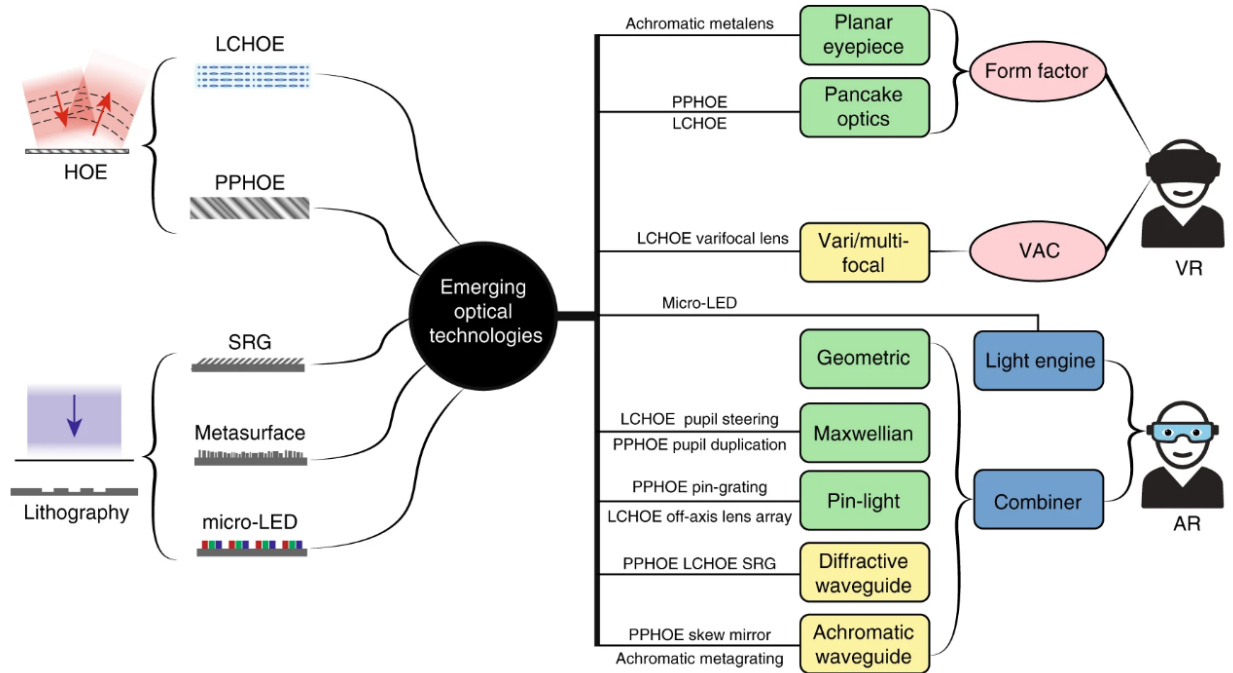 LCHOE
HOE
PPHOE
SRG
Metasurface
Lithography
micro-LED
Emerging
optical
technologies
Achromatic metalens
Planar
eyepiece
PPHOE
LCHOE
Pancake
optics
Form factor
LCHOE varifocal lens
Vari/multi-
focal
VAC
VR
Micro-LED
Light engine
Geometric
LCHOE pupil steering
PPHOE pupil duplication
Maxwellian
PPHOE pin-grating
LCHOE off-axis lens array
Pin-light
Combiner
AR
PPHOE LCHOE SRG
Diffractive
waveguide
PPHOE skew mirror
Achromatic metagrating
Achromatic
waveguide